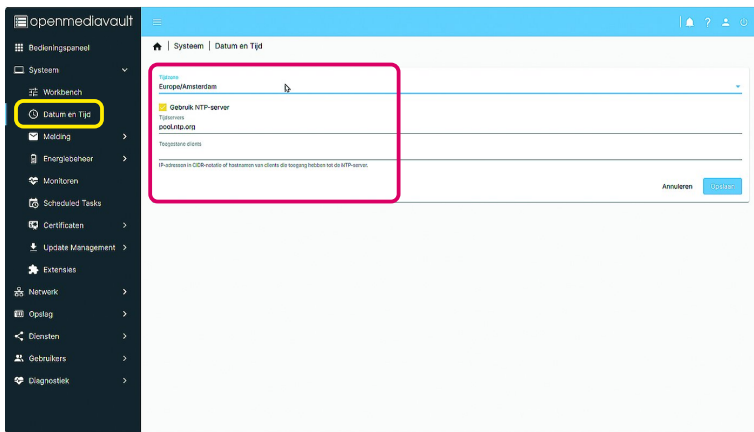 openmediavault
Bedieningspaneel
Systeem
Workbench
Datum en Tijd
Melding
Energiebeheer
Monitoren
Scheduled Tasks
Certificaten
Update Management
Extensies
Netwerk
Opslag
Diensten
Gebruikers
Diagnostiek
Systeem | Datum en Tijd
Tijdzone
Europe/Amsterdam
Gebruik NTP-server
Tijdservers
pool.ntp.org
Toegestane clients
IP-adressen in CIDR-notatie of hostnamen van clients die toegang hebben tot de NTP-server.
Annuleren
Opslaan